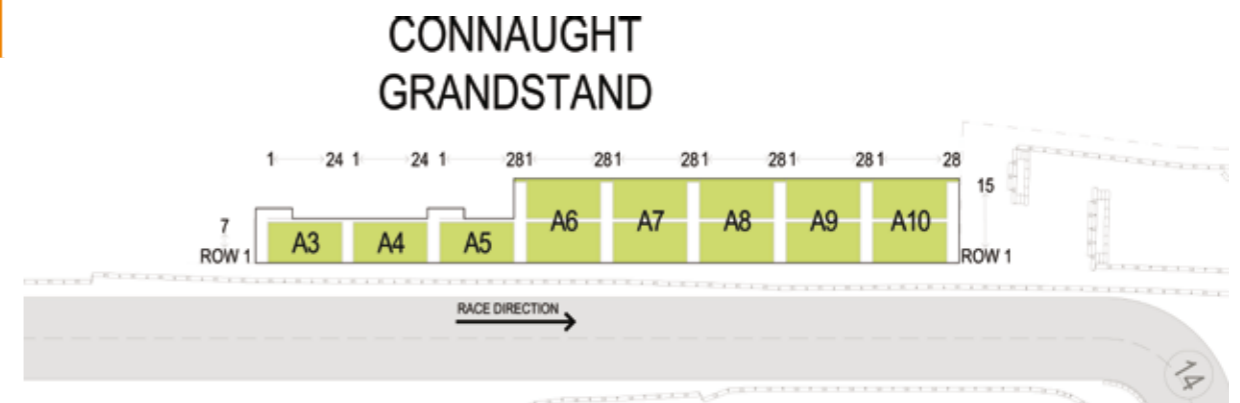 CONNAUGHT
GRANDSTAND
1 24 1 24 1 28 1 28 1 28 1 28 1 28 1 28
15
7
A3 A4 A5 A6 A7 A8 A9 A10
ROW 1 ROW 1
RACE DIRECTION
14